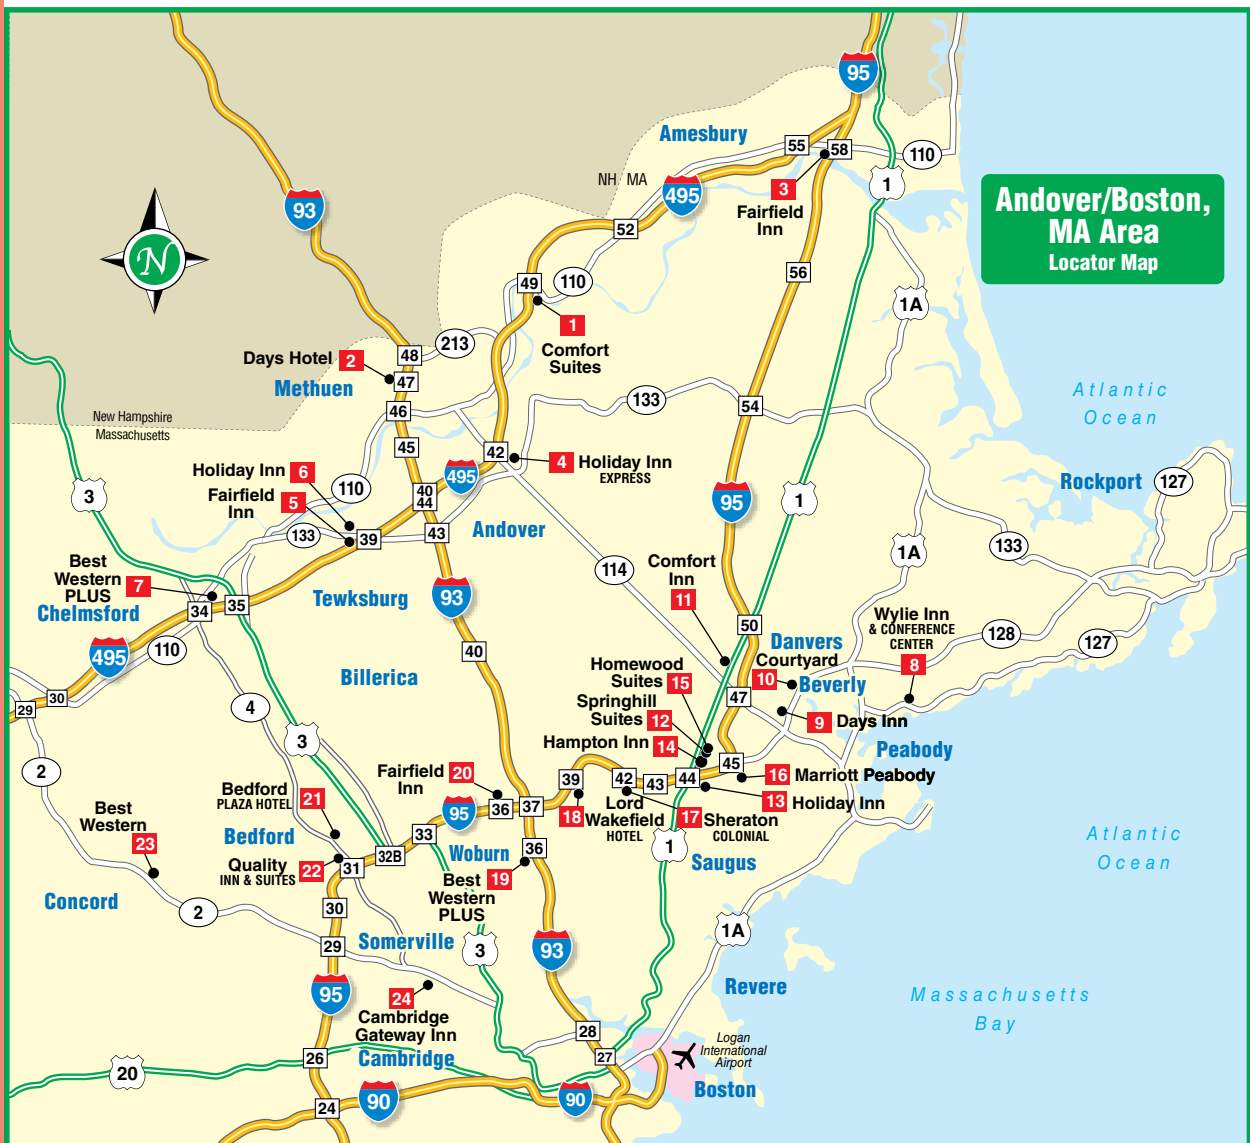 95
Amesbury
55
58
110
NH
MA
495
3
Fairfield
Inn
1
Andover/Boston,
MA Area
Locator Map
93
N
52
56
49
110
1A
1
Comfort
Suites
213
48
Days Hotel
2
47
Methuen
46
133
54
Atlantic
Ocean
New Hampshire
Massachusetts
45
42
4
Holiday Inn
EXPRESS
Holiday Inn
6
495
Rockport
127
Fairfield
Inn
5
110
40
44
3
95
1
133
39
43
Andover
133
1A
Best
Western
PLUS
7
Chelmsford
34
35
Tewksburg
93
114
Comfort
Inn
11
Wylie Inn
& CONFERENCE
CENTER
8
50
Danvers
128
127
495
110
40
Billerica
Homewood
Suites
15
Courtyard
10
Beverly
30
29
4
Springhill
Suites
12
47
9
Days Inn
3
Hampton Inn
14
45
Peabody
2
Fairfield
Inn
20
39
42
43
44
16
Marriott Peabody
Bedford
PLAZA HOTEL
21
95
36
37
18
Lord
Wakefield
HOTEL
17
Sheraton
COLONIAL
13
Holiday Inn
Best
Western
23
Bedford
33
Woburn
36
1
Saugus
Atlantic
Ocean
32B
Quality
INN & SUITES
22
31
Best
Western
PLUS
19
Concord
2
30
29
Somerville
3
93
1A
95
24
Cambridge
Gateway Inn
Revere
Massachusetts
Bay
28
26
Cambridge
27
Logan
International
Airport
20
90
90
Boston
24